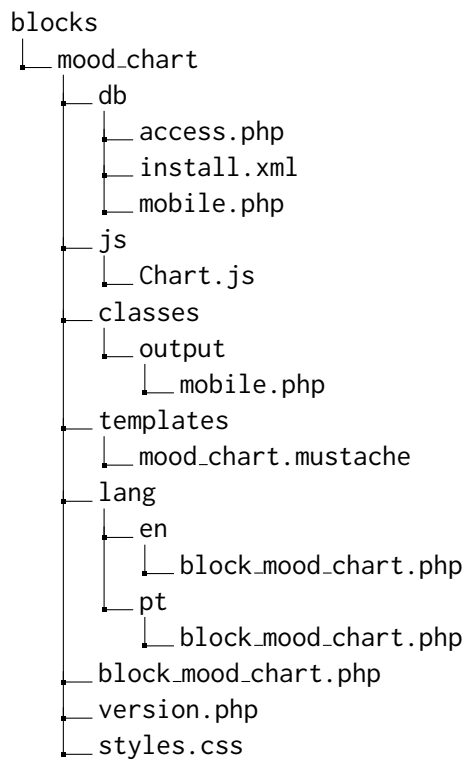 blocks
mood_chart
db
access.php
install.xml
mobile.php
js
Chart.js
classes
output
mobile.php
templates
mood_chart.mustache
lang
en
block_mood_chart.php
pt
block_mood_chart.php
block_mood_chart.php
version.php
styles.css